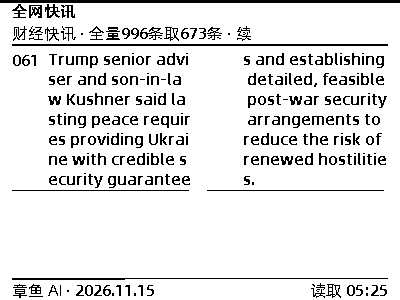 全网快讯
财经快讯 · 全量996条取673条 · 续
061 Trump senior advi
ser and son-in-la
w Kushner said la
sting peace requir
es providing Ukrai
ne with credible s
ecurity guarantee
s and establishing
detailed, feasible
post-war security
arrangements to
reduce the risk of
renewed hostilitie
s.
章鱼 AI · 2026.11.15
读取 05:25